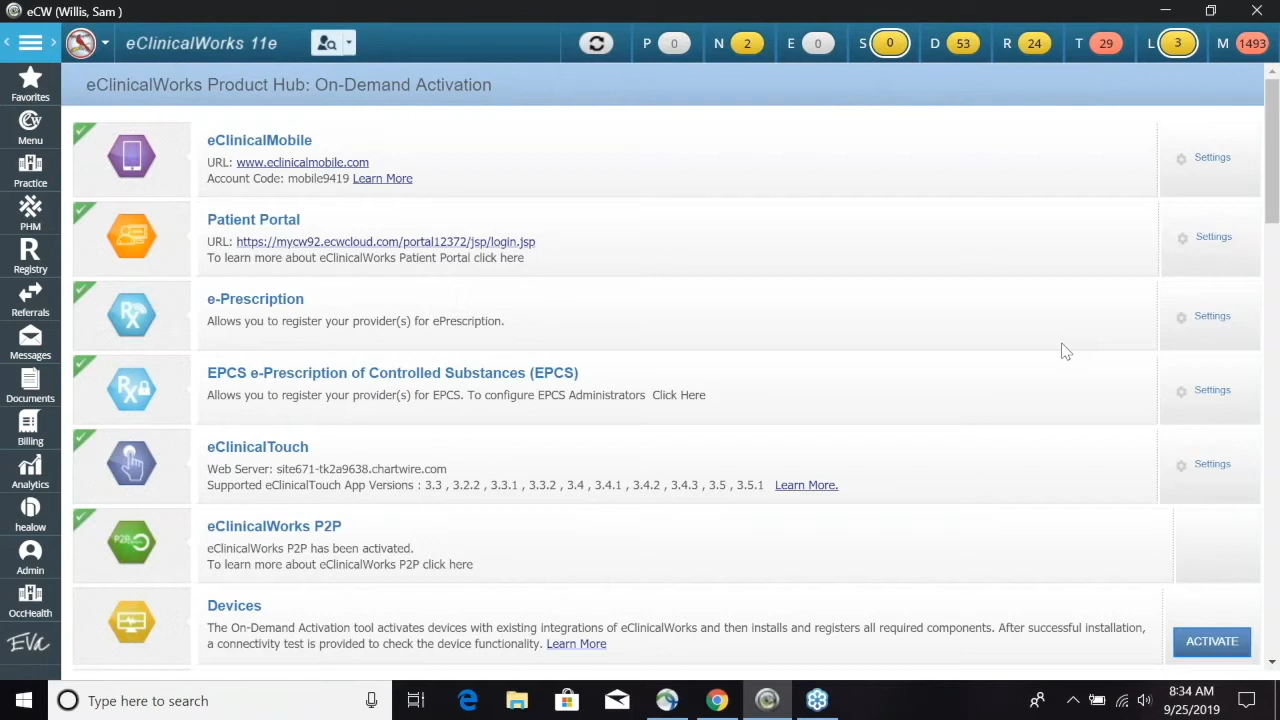 eCW (Willis, Sam )
eClinicalWorks 11e
P 0
N 2
E 0
S 0
D 53
R 24
T 29
L 3
M 1493
Favorites
Menu
Practice
PHM
R
Registry
Referrals
Messages
Documents
Billing
Analytics
healow
Admin
OccHealth
EVA
eClinicalWorks Product Hub: On-Demand Activation
eClinicalMobile
URL: www.eclinicalmobile.com
Account Code: mobile9419 Learn More
Settings
Patient Portal
URL: https://mycw92.ecwcloud.com/portal12372/jsp/login.jsp
To learn more about eClinicalWorks Patient Portal click here
Settings
Rx
e-Prescription
Allows you to register your provider(s) for ePrescription.
Settings
Rx
EPCS e-Prescription of Controlled Substances (EPCS)
Allows you to register your provider(s) for EPCS. To configure EPCS Administrators Click Here
Settings
eClinicalTouch
Web Server: site671-tk2a9638.chartwire.com
Supported eClinicalTouch App Versions : 3.3 , 3.2.2 , 3.3.1 , 3.3.2 , 3.4 , 3.4.1 , 3.4.2 , 3.4.3 , 3.5 , 3.5.1 Learn More.
Settings
P2P
eClinicalWorks P2P
eClinicalWorks P2P has been activated.
To learn more about eClinicalWorks P2P click here
Devices
The On-Demand Activation tool activates devices with existing integrations of eClinicalWorks and then installs and registers all required components. After successful installation,
a connectivity test is provided to check the device functionality. Learn More
ACTIVATE
Type here to search
8:34 AM
9/25/2019